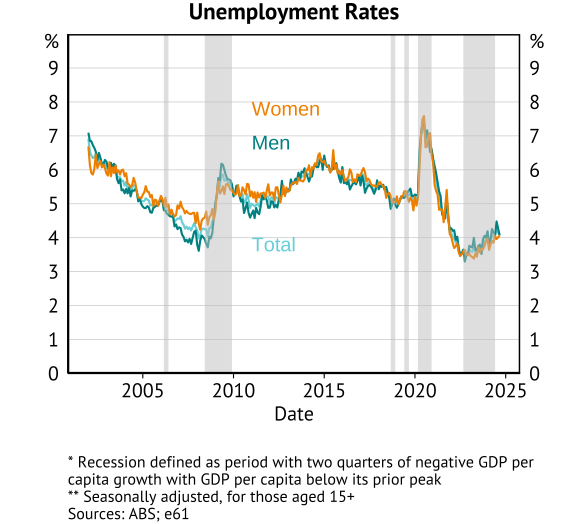 Unemployment Rates
% %
9 9
8 8
Women
7 Men 7
6 6
5 5
4 Total 4
3 3
2 2
1 1
0 0
2005 2010 2015 2020 2025
Date
* Recession defined as period with two quarters of negative GDP per
capita growth with GDP per capita below its prior peak
** Seasonally adjusted, for those aged 15+
Sources: ABS; e61